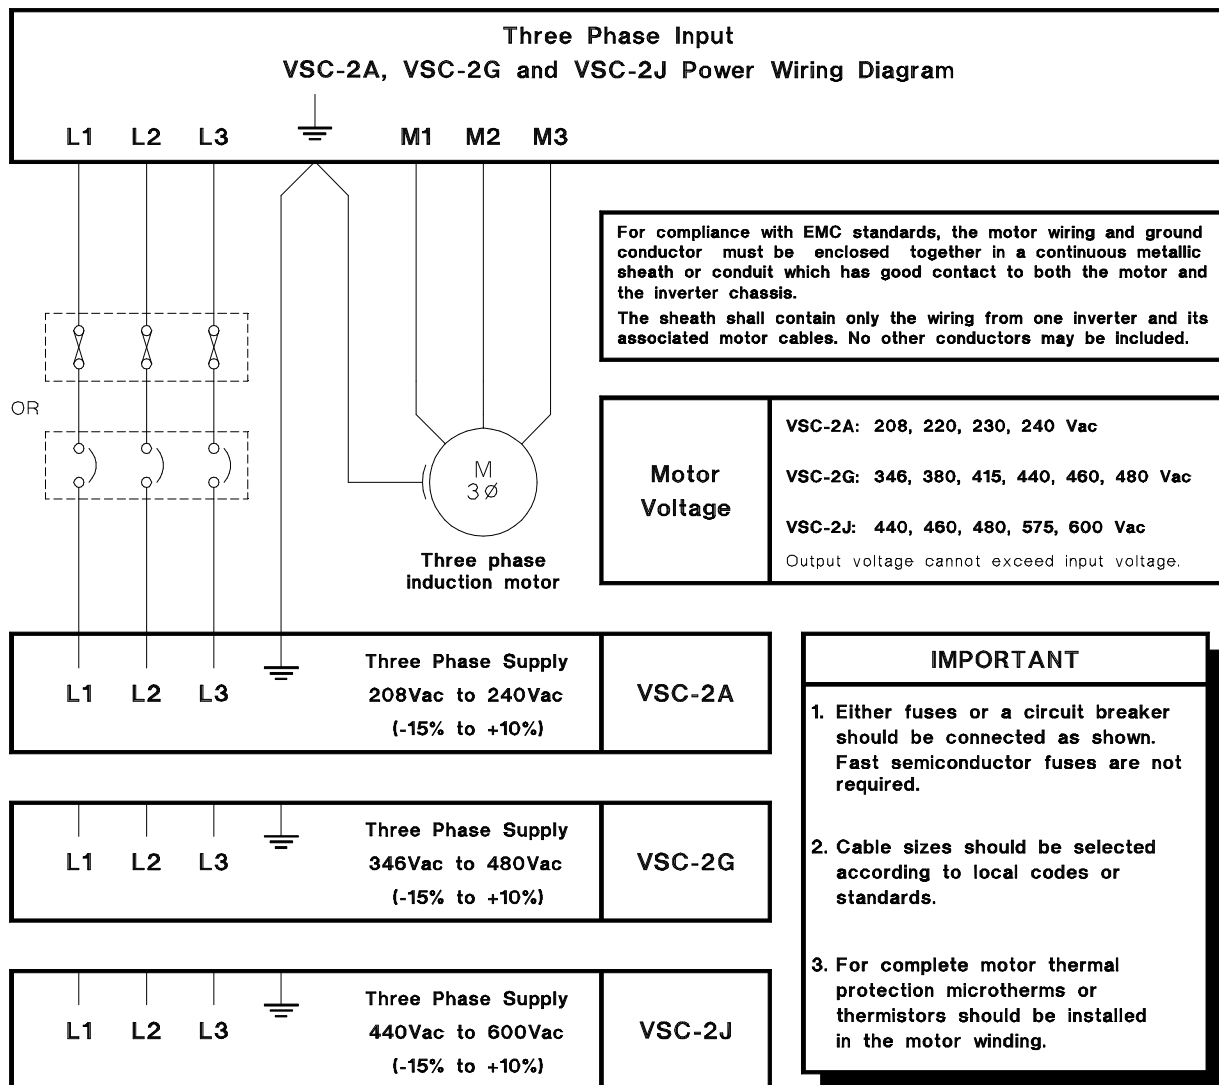 Three Phase Input
VSC-2A, VSC-2G and VSC-2J Power Wiring Diagram
L1 L2 L3 M1 M2 M3
For compliance with EMC standards, the motor wiring and ground
conductor must be enclosed together in a continuous metallic
sheath or conduit which has good contact to both the motor and
the inverter chassis.
The sheath shall contain only the wiring from one inverter and its
associated motor cables. No other conductors may be included.
OR
M
3Ø
Three phase
induction motor
Motor
Voltage
VSC-2A: 208, 220, 230, 240 Vac
VSC-2G: 346, 380, 415, 440, 460, 480 Vac
VSC-2J: 440, 460, 480, 575, 600 Vac
Output voltage cannot exceed input voltage.
L1 L2 L3
Three Phase Supply
208Vac to 240Vac
(-15% to +10%)
VSC-2A
L1 L2 L3
Three Phase Supply
346Vac to 480Vac
(-15% to +10%)
VSC-2G
L1 L2 L3
Three Phase Supply
440Vac to 600Vac
(-15% to +10%)
VSC-2J
IMPORTANT
1. Either fuses or a circuit breaker
should be connected as shown.
Fast semiconductor fuses are not
required.
2. Cable sizes should be selected
according to local codes or
standards.
3. For complete motor thermal
protection microtherms or
thermistors should be installed
in the motor winding.